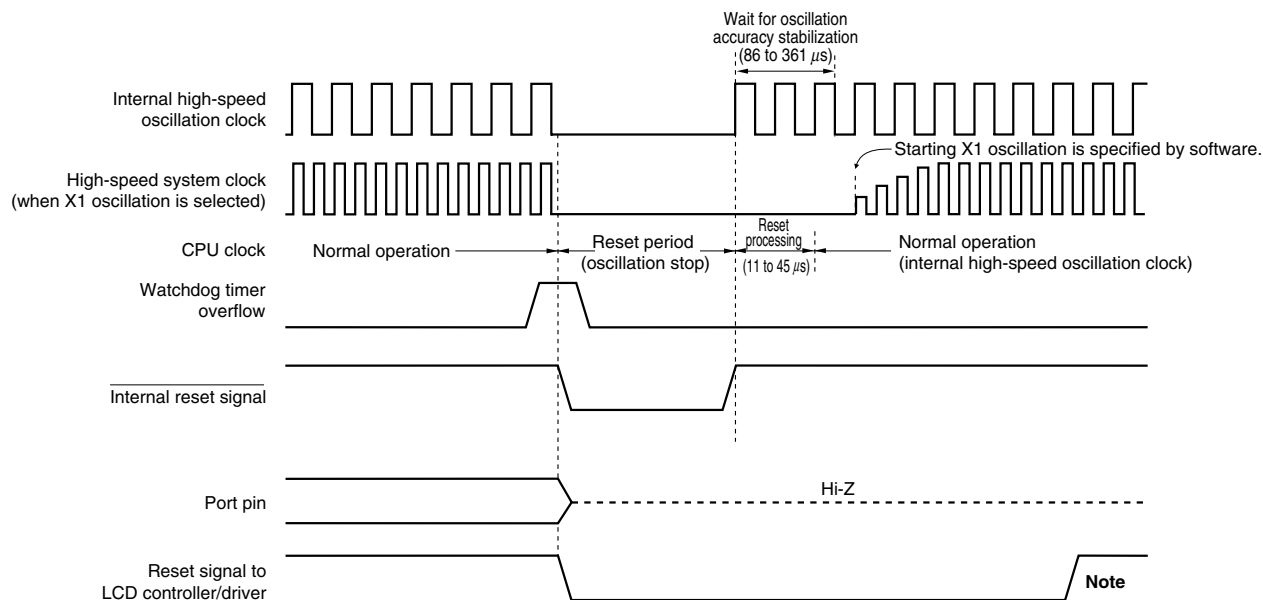 Wait for oscillation
accuracy stabilization
(86 to 361 μs)
Internal high-speed
oscillation clock
Starting X1 oscillation is specified by software.
High-speed system clock
(when X1 oscillation is selected)
CPU clock
Normal operation
Reset period
(oscillation stop)
Reset
processing
(11 to 45 μs)
Normal operation
(internal high-speed oscillation clock)
Watchdog timer
overflow
Internal reset signal
Port pin
Hi-Z
Reset signal to
LCD controller/driver
Note